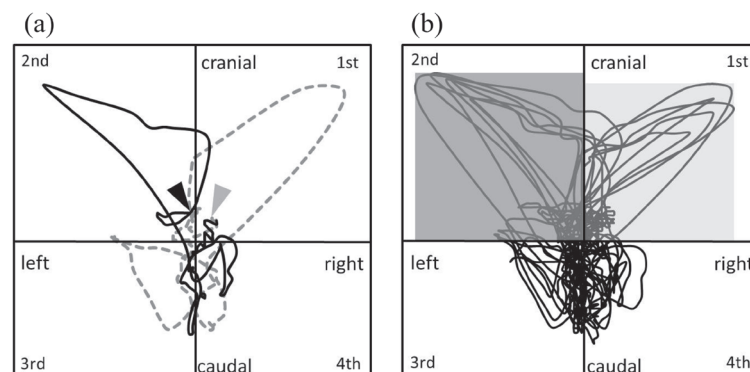 (a)
2nd cranial 1st
left right
3rd caudal 4th
(b)
2nd cranial 1st
left right
3rd caudal 4th